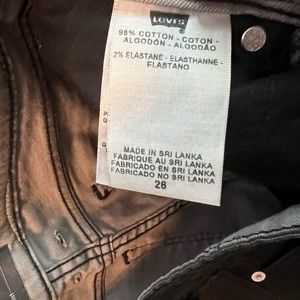 LEVI'S
98% COTTON - COTON -
ALGODÓN - ALGODÃO
2% ELASTANE - ELASTHANNE -
ELASTANO
MADE IN SRI LANKA
FABRIQUE AU SRI LANKA
FABRICADO EN SRI LANKA
FABRICADO NO SRI LANKA
26